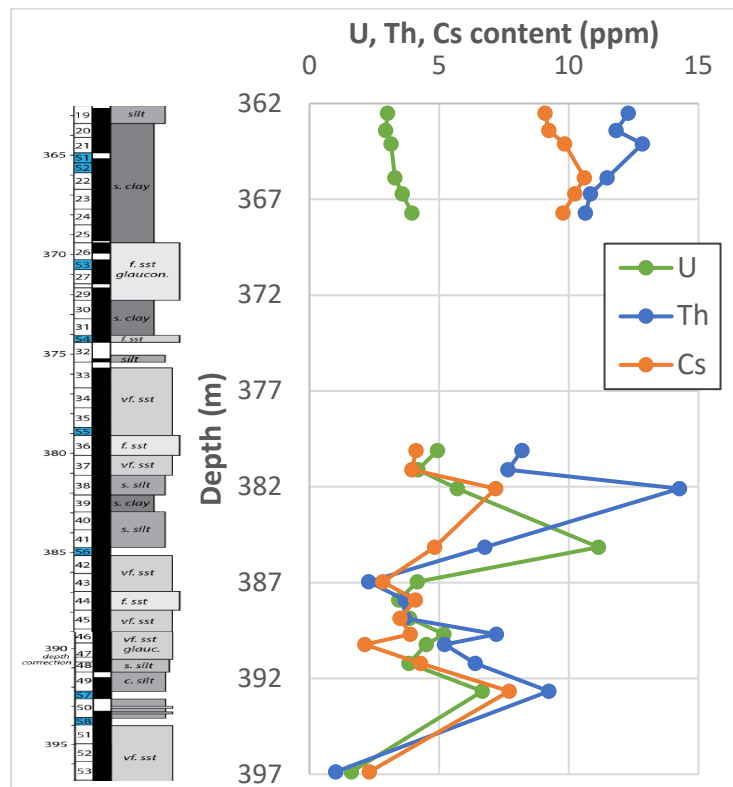 U, Th, Cs content (ppm)
0 5 10 15
362
367
372
377
382
387
392
397
Depth (m)
U
Th
Cs
365
370
375
380
385
390
depth
corrrection
395
19
20
21
S1
S2
22
23
24
25
26
S3
27
29
30
31
S4
32
33
34
35
S5
36
37
38
39
40
41
S6
42
43
44
45
46
47
48
49
S7
50
S8
51
52
53
silt
s. clay
f. sst
glaucon.
s. clay
f. sst
silt
vf. sst
f. sst
vf. sst
s. silt
s. clay
s. silt
vf. sst
f. sst
vf. sst
vf. sst
glauc.
s. silt
c. silt
vf. sst